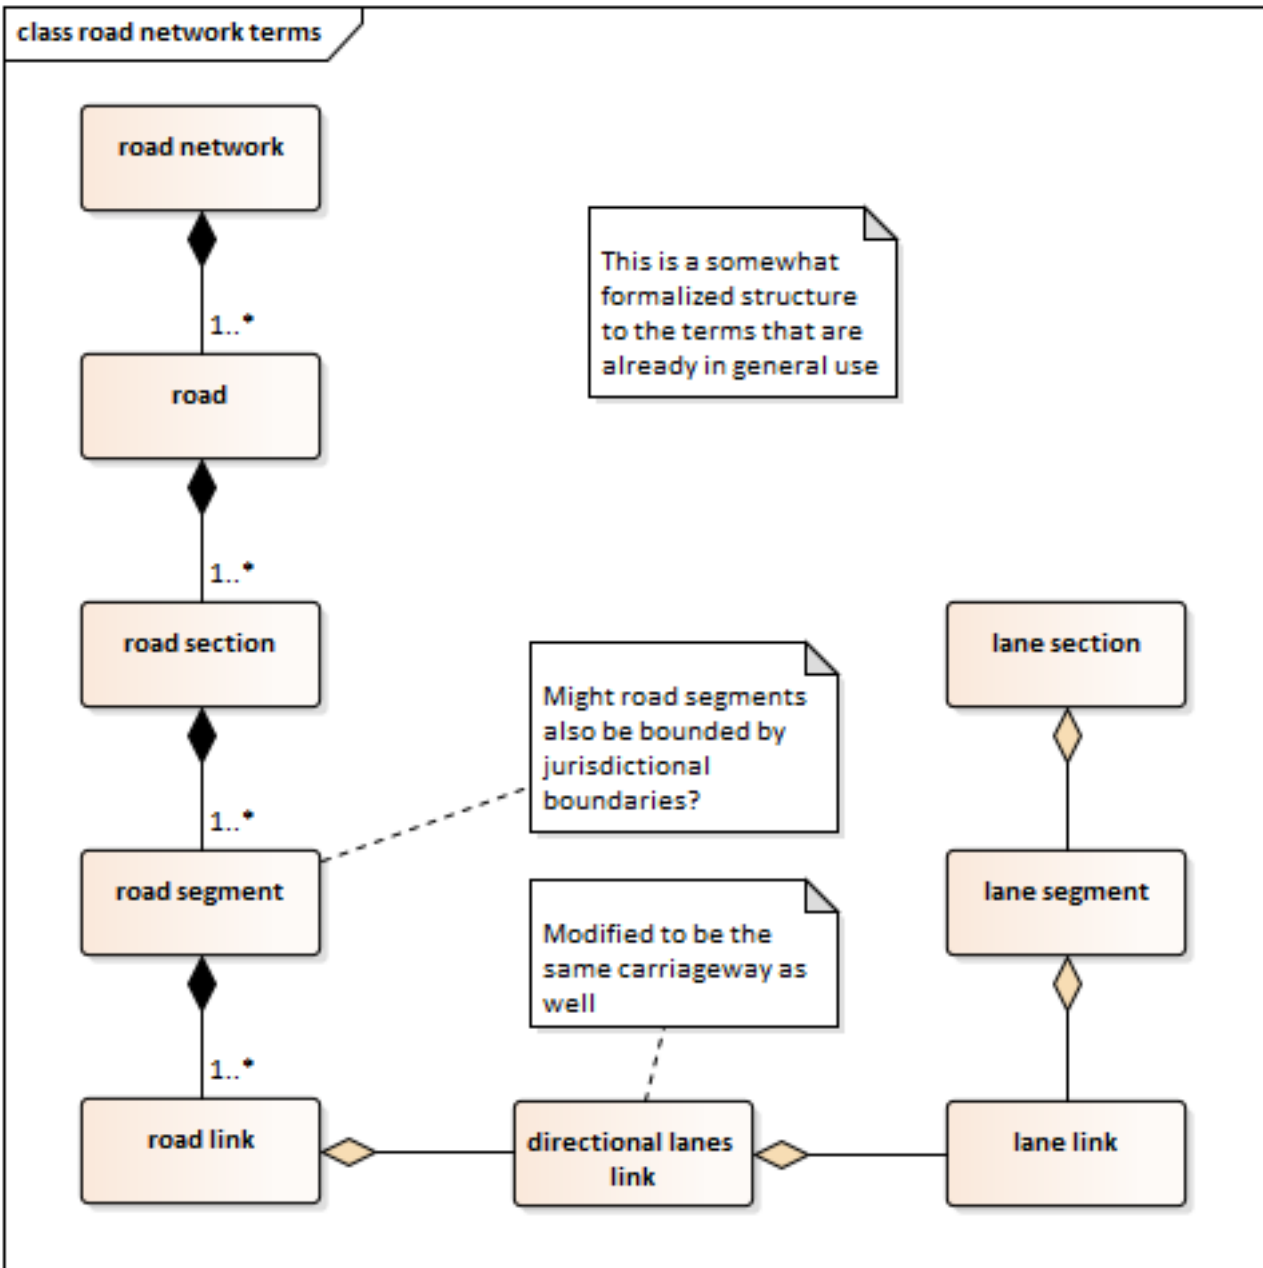 class road network terms
road network
This is a somewhat
formalized structure
to the terms that are
already in general use
1..*
road
1..*
road section
lane section
Might road segments
also be bounded by
jurisdictional
boundaries?
1..*
road segment
lane segment
Modified to be the
same carriageway as
well
1..*
road link
directional lanes
link
lane link